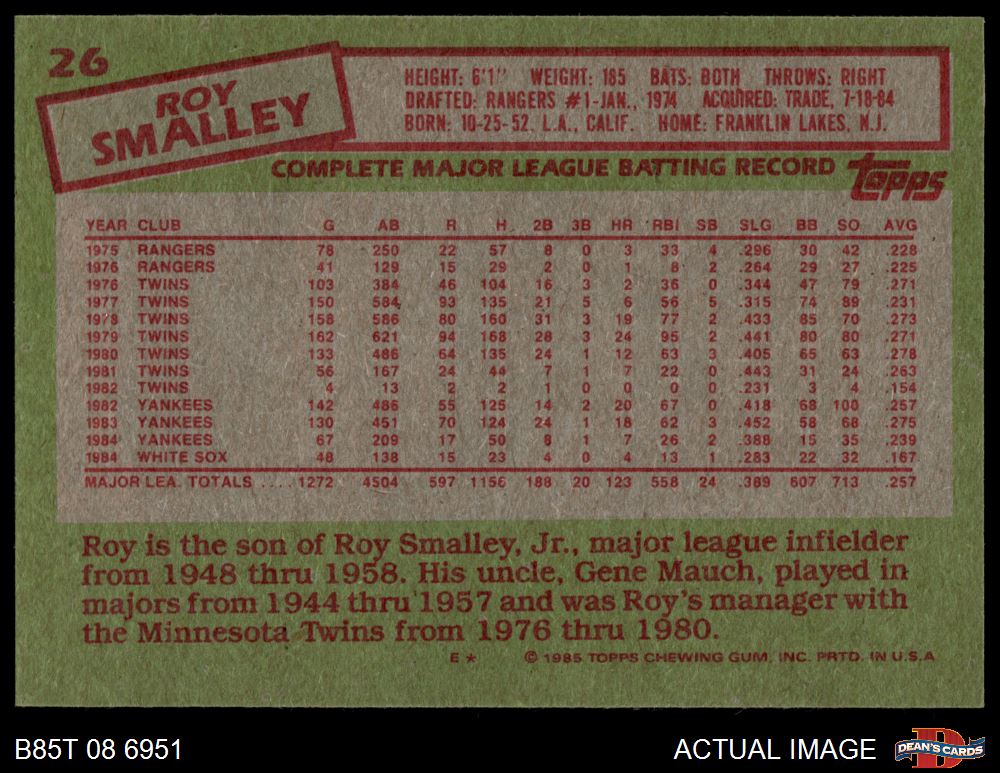 26
ROY
SMALLEY
HEIGHT: 6'1" WEIGHT: 185 BATS: BOTH THROWS: RIGHT
DRAFTED: RANGERS #1-JAN., 1974 ACQUIRED: TRADE, 7-18-84
BORN: 10-25-52, L.A., CALIF. HOME: FRANKLIN LAKES, N.J.
COMPLETE MAJOR LEAGUE BATTING RECORD topps
YEAR CLUB G AB R H 2B 3B HR RBI SB SLG BB SO AVG
1975 RANGERS 78 250 22 57 8 0 3 33 4 .296 30 42 .228
1976 RANGERS 41 129 15 29 2 0 1 8 2 .264 29 27 .225
1976 TWINS 103 384 46 104 16 3 2 36 0 .344 47 79 .271
1977 TWINS 150 584 93 135 21 5 6 56 5 .315 74 89 .231
1978 TWINS 158 586 80 160 31 3 19 77 2 .433 85 70 .273
1979 TWINS 162 621 94 168 28 3 24 95 2 .441 80 80 .271
1980 TWINS 133 486 64 135 24 1 12 63 3 .405 65 63 .278
1981 TWINS 56 167 24 44 7 1 7 22 0 .443 31 24 .263
1982 TWINS 4 13 2 2 1 0 0 0 0 .231 3 4 .154
1982 YANKEES 142 486 55 125 14 2 20 67 0 .418 68 100 .257
1983 YANKEES 130 451 70 124 24 1 18 62 3 .452 58 68 .275
1984 YANKEES 67 209 17 50 8 1 7 26 2 .388 15 35 .239
1984 WHITE SOX 48 138 15 23 4 0 4 13 1 .283 22 32 .167
MAJOR LEA. TOTALS .... 1272 4504 597 1156 188 20 123 558 24 .389 607 713 .257
Roy is the son of Roy Smalley, Jr., major league infielder
from 1948 thru 1958. His uncle, Gene Mauch, played in
majors from 1944 thru 1957 and was Roy's manager with
the Minnesota Twins from 1976 thru 1980.
E* © 1985 TOPPS CHEWING GUM, INC. PRTD. IN U.S.A
B85T 08 6951 ACTUAL IMAGE DEAN'S CARDS